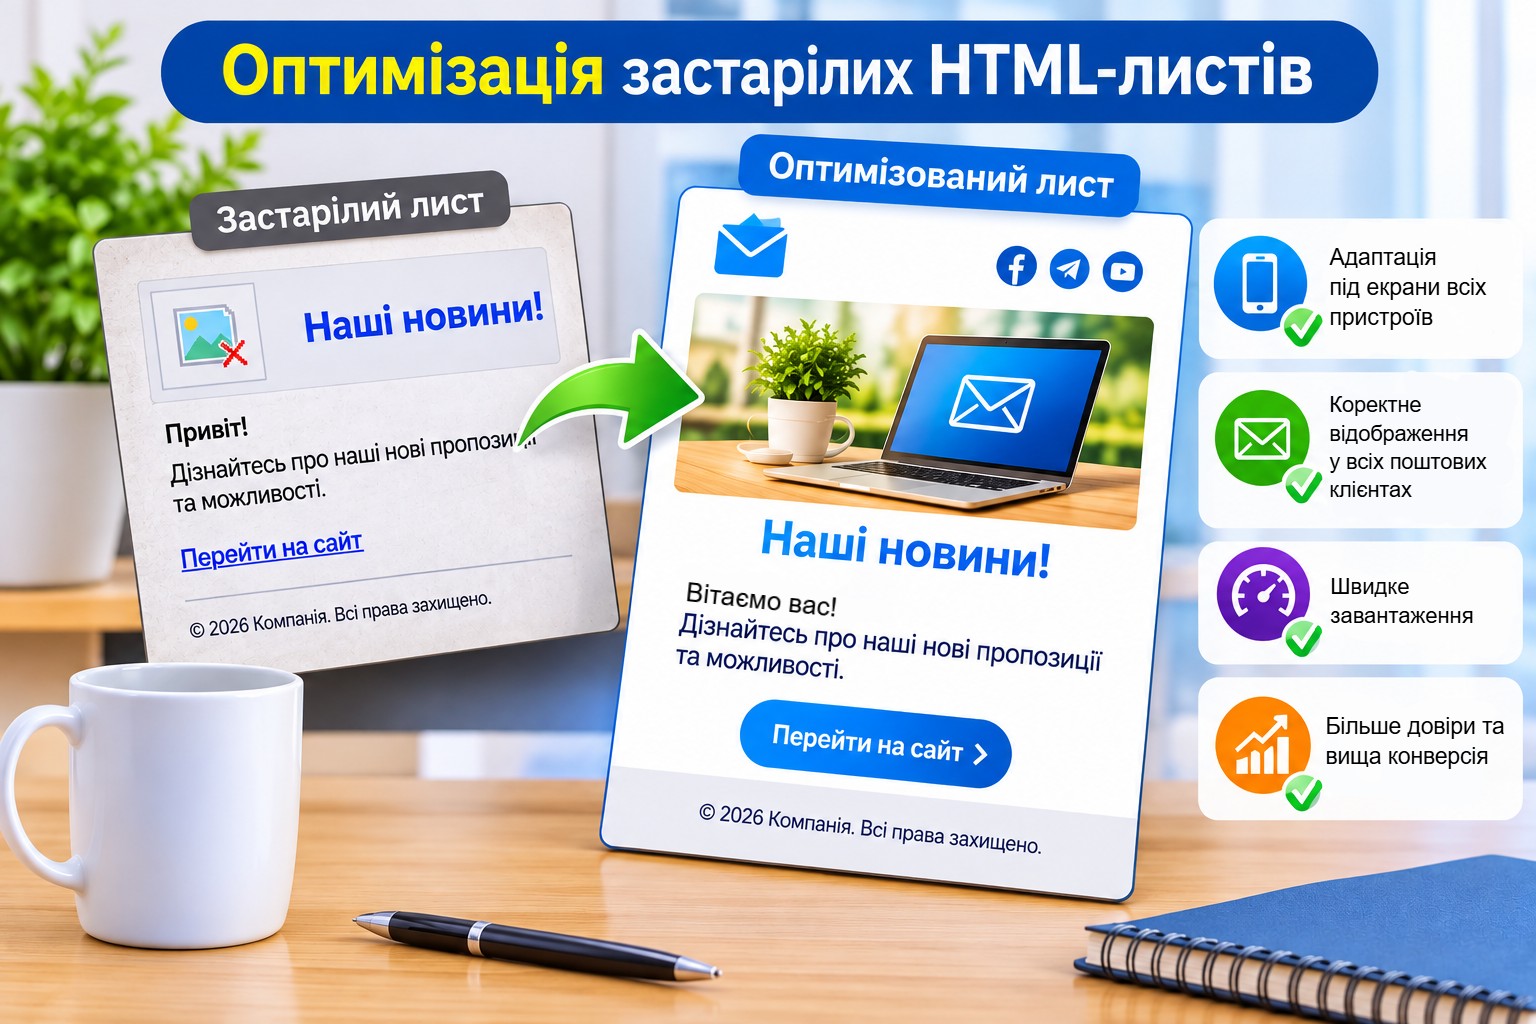 Оптимізація застарілих HTML-листів
Застарілий лист
Наші новини!
Привіт!
Дізнайтесь про наші нові пропозиції
та можливості.
Перейти на сайт
© 2026 Компанія. Всі права захищено.
Оптимізований лист
Наші новини!
Вітаємо вас!
Дізнайтесь про наші нові пропозиції
та можливості.
Перейти на сайт
© 2026 Компанія. Всі права захищено.
Адаптація
під екрани всіх
пристроїв
Коректне
відображення
у всіх поштових
клієнтах
Швидке
завантаження
Більше довіри та
вища конверсія